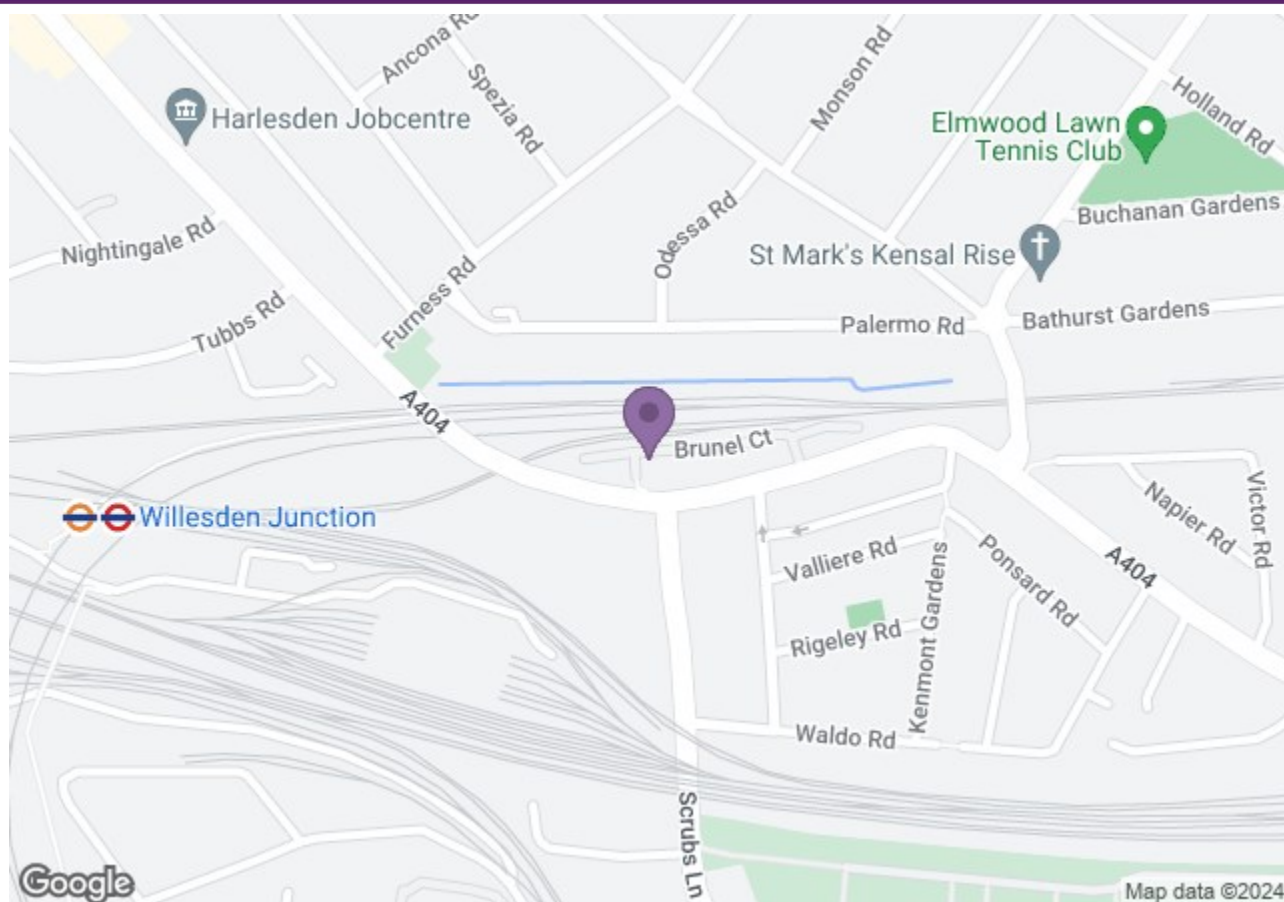 Ancona Rd
Spezia Rd
Monson Rd
Holland Rd
Harlesden Jobcentre
Elmwood Lawn
Tennis Club
Buchanan Gardens
Nightingale Rd
Odessa Rd
St Mark's Kensal Rise
Furness Rd
Tubbs Rd
Palermo Rd
Bathurst Gardens
A404
Brunel Ct
Willesden Junction
Napier Rd
Victor Rd
Valliere Rd
Ponsard Rd
A404
Kenmont Gardens
Rigeley Rd
Waldo Rd
Scrubs Ln
Google
Map data ©2024